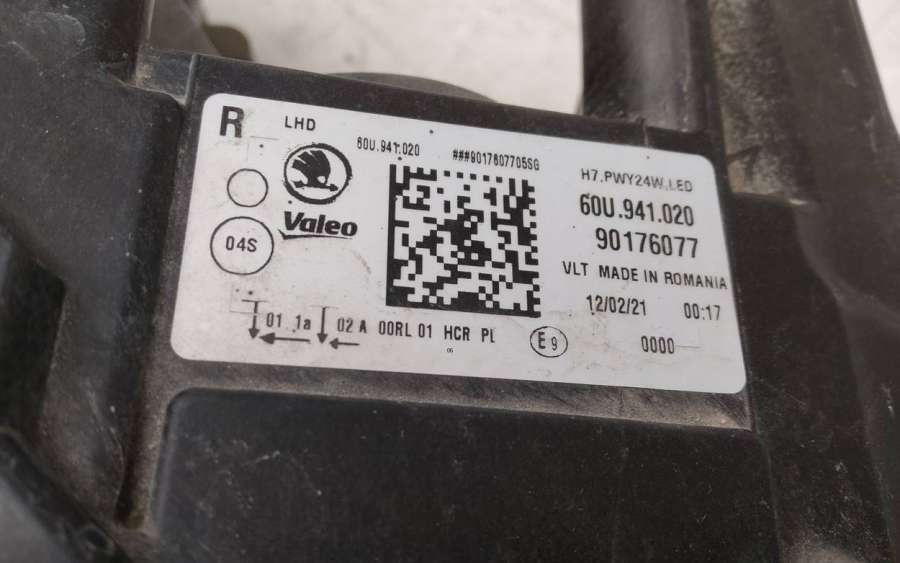 R LHD
60U.941.020 ###9017607705SG
H7.PWY24W.LED
Valeo
60U.941.020
90176077
04S
VLT MADE IN ROMANIA
12/02/21 00:17
01 1a 02 A 00RL 01 HCR PL
E9
0000
05